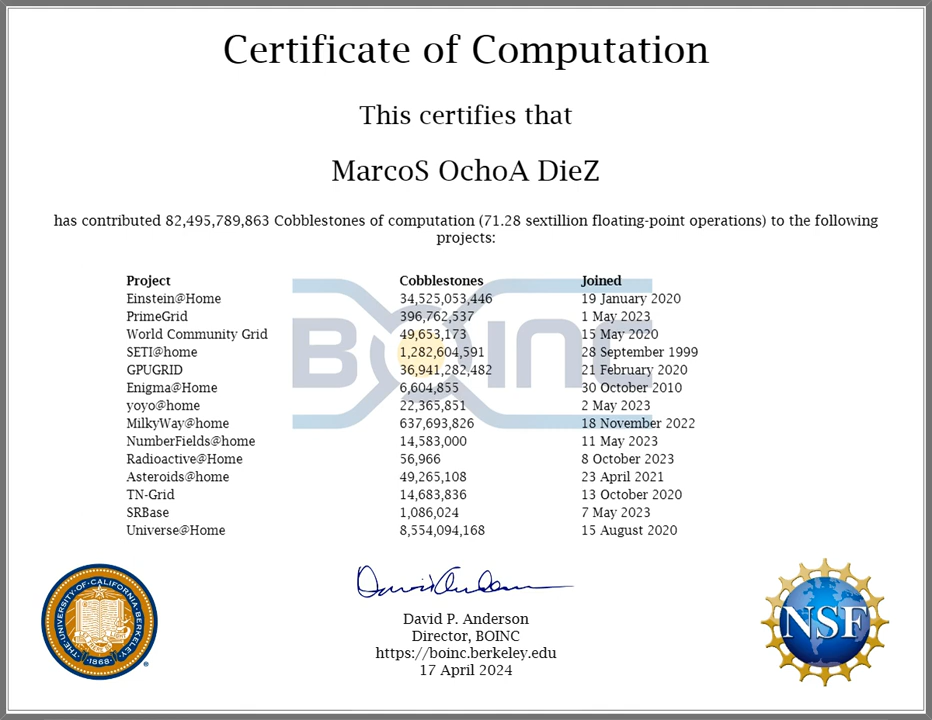 Certificate of Computation
This certifies that
MarcoS OchoA DieZ
has contributed 82,495,789,863 Cobblestones of computation (71.28 sextillion floating-point operations) to the following
projects:
Project Cobblestones Joined
Einstein@Home 34,525,053,446 19 January 2020
PrimeGrid 396,762,537 1 May 2023
World Community Grid 49,653,173 15 May 2020
SETI@home 1,282,604,591 28 September 1999
GPUGRID 36,941,282,482 21 February 2020
Enigma@Home 6,604,855 30 October 2010
yoyo@home 22,365,851 2 May 2023
MilkyWay@home 637,693,826 18 November 2022
NumberFields@home 14,583,000 11 May 2023
Radioactive@Home 56,966 8 October 2023
Asteroids@home 49,265,108 23 April 2021
TN-Grid 14,683,836 13 October 2020
SRBase 1,086,024 7 May 2023
Universe@Home 8,554,094,168 15 August 2020
BOINC
THE·UNIVERSITY·OF·CALIFORNIA·BERKELEY·
·1868·
David P. Anderson
Director, BOINC
https://boinc.berkeley.edu
17 April 2024
NSF